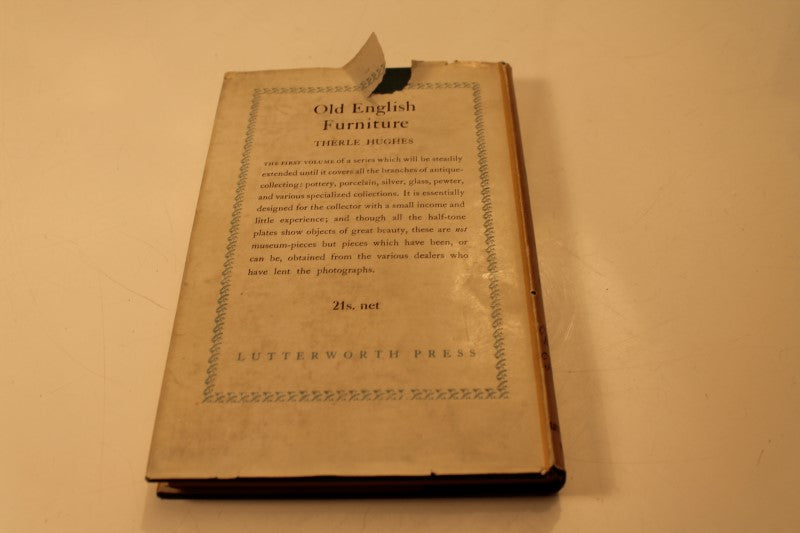 Old English
Furniture
THERLE HUGHES
THE FIRST VOLUME of a series which will be steadily
extended until it covers all the branches of antique-
collecting: pottery, porcelain, silver, glass, pewter,
and various specialized collections. It is essentially
designed for the collector with a small income and
little experience; and though all the half-tone
plates show objects of great beauty, these are not
museum-pieces but pieces which have been, or
can be, obtained from the various dealers who
have lent the photographs.
21s. net
LUTTERWORTH PRESS